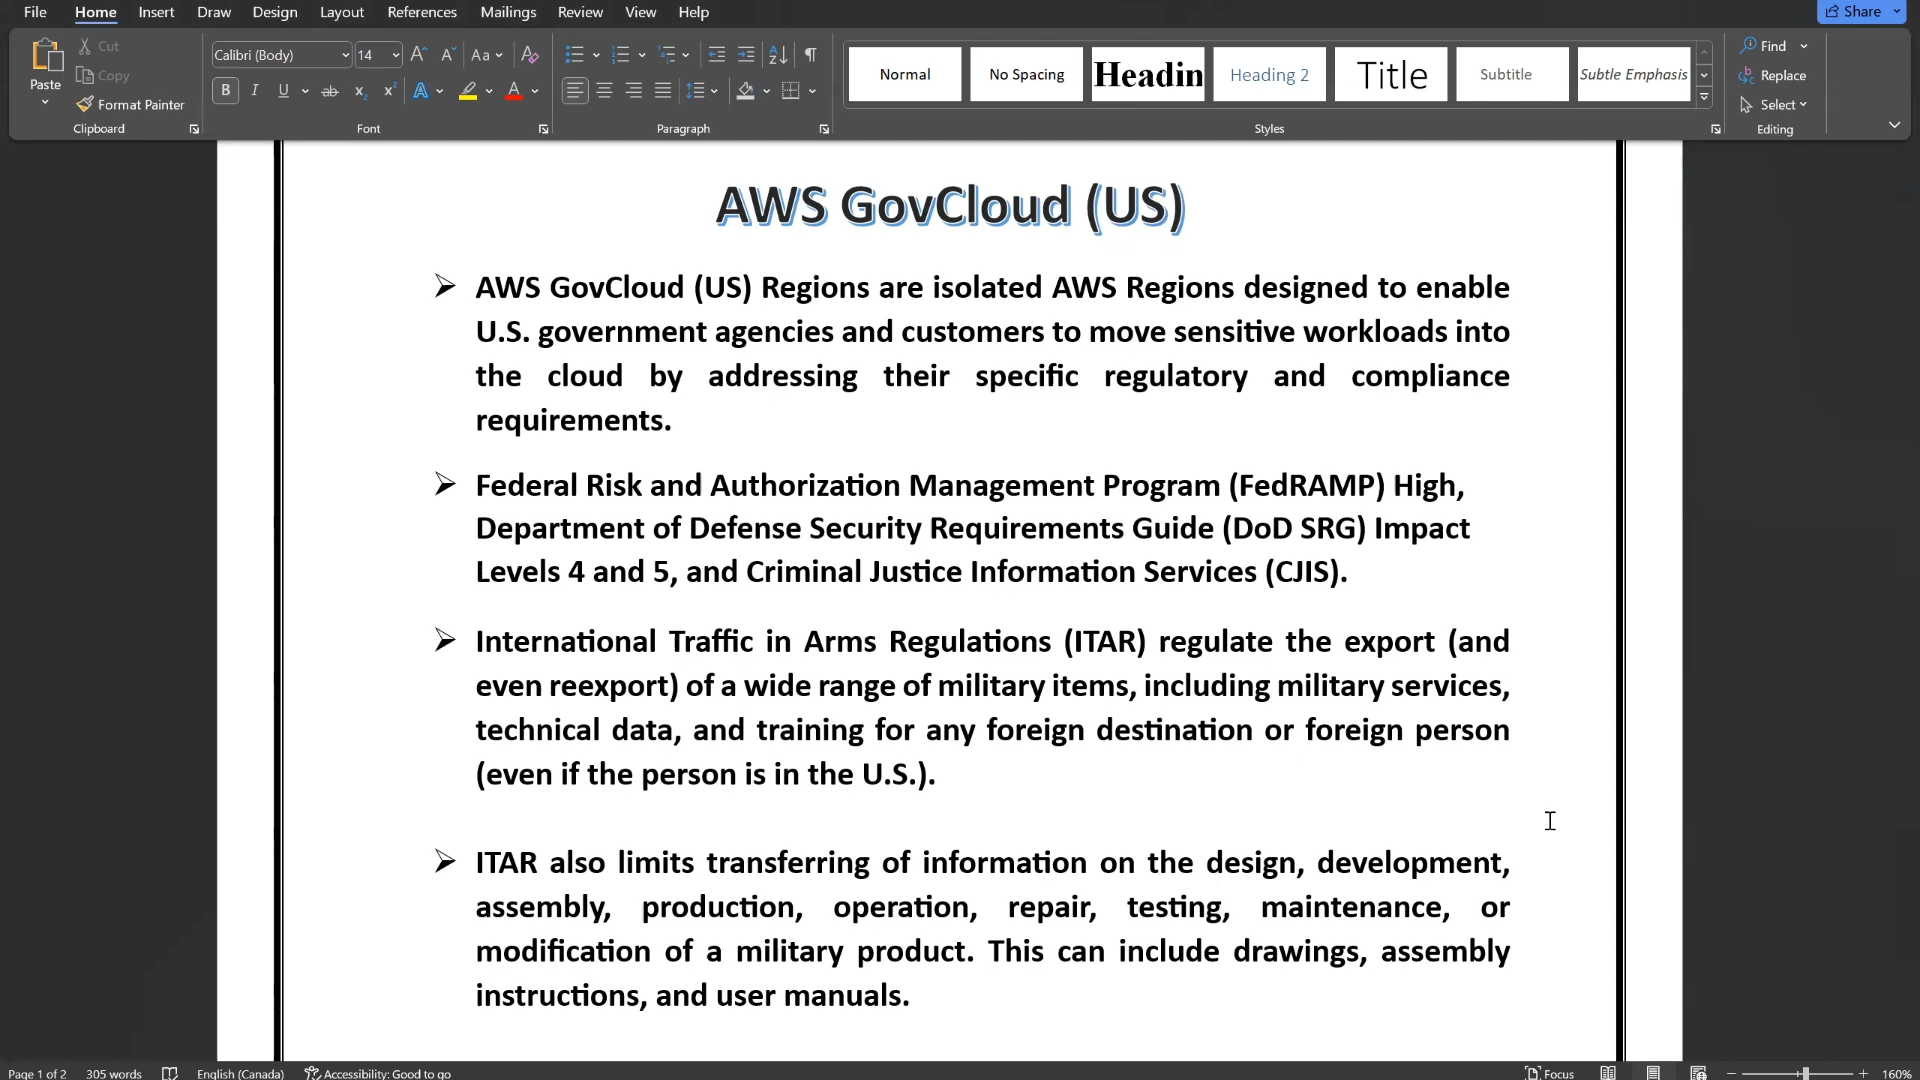 File Home Insert Draw Design Layout References Mailings Review View Help
Share
Paste
Cut
Copy
Format Painter
Clipboard
Calibri (Body) 14
Font
Paragraph
Normal No Spacing Headin Heading 2 Title Subtitle Subtle Emphasis
Styles
Find
Replace
Select
Editing
AWS GovCloud (US)
➢ AWS GovCloud (US) Regions are isolated AWS Regions designed to enable
U.S. government agencies and customers to move sensitive workloads into
the cloud by addressing their specific regulatory and compliance
requirements.
➢ Federal Risk and Authorization Management Program (FedRAMP) High,
Department of Defense Security Requirements Guide (DoD SRG) Impact
Levels 4 and 5, and Criminal Justice Information Services (CJIS).
➢ International Traffic in Arms Regulations (ITAR) regulate the export (and
even reexport) of a wide range of military items, including military services,
technical data, and training for any foreign destination or foreign person
(even if the person is in the U.S.).
➢ ITAR also limits transferring of information on the design, development,
assembly, production, operation, repair, testing, maintenance, or
modification of a military product. This can include drawings, assembly
instructions, and user manuals.
Page 1 of 2 305 words English (Canada) Accessibility: Good to go Focus 160%